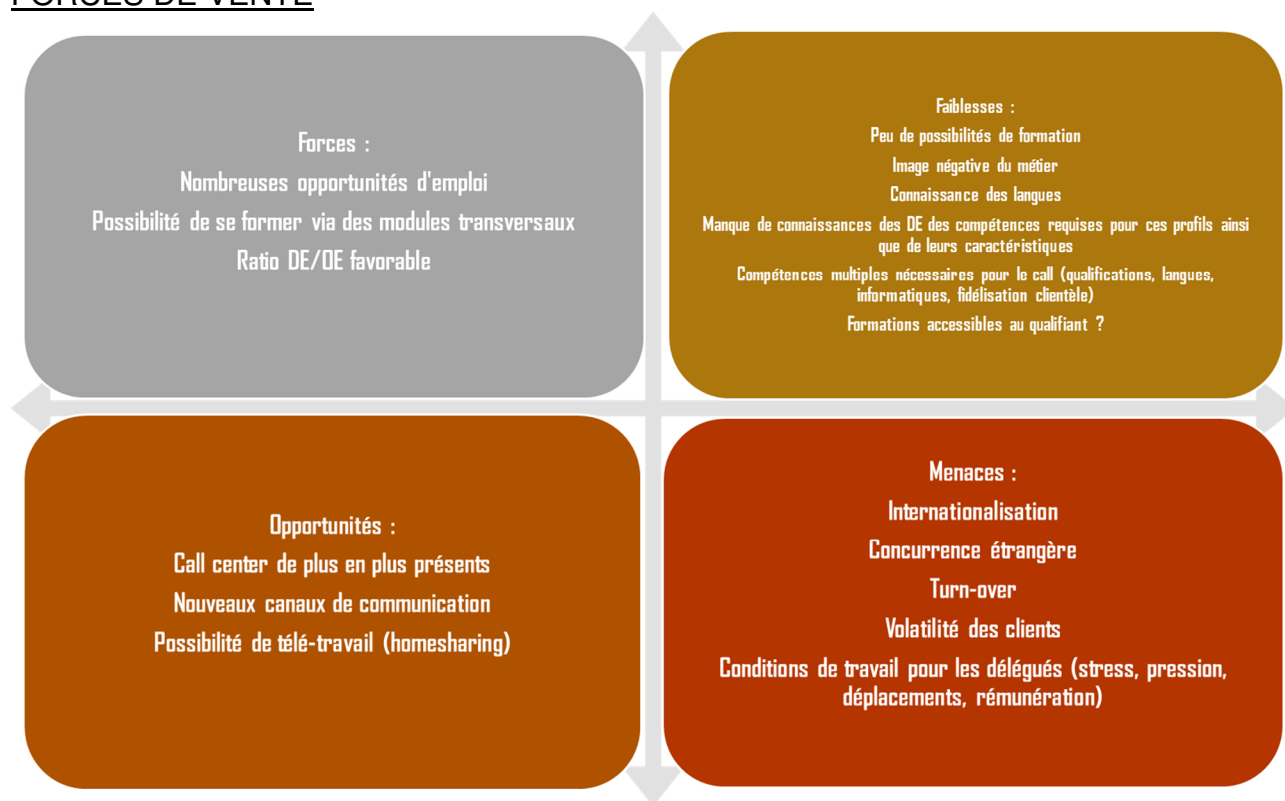 FORCES DE VENTE
Forces :
Nombreuses opportunités d'emploi
Possibilité de se former via des modules transversaux
Ratio DE/OE favorable
Faiblesses :
Peu de possibilités de formation
Image négative du métier
Connaissance des langues
Manque de connaissances des DE des compétences requises pour ces profils ainsi
que de leurs caractéristiques
Compétences multiples nécessaires pour le call (qualifications, langues,
informatiques, fidélisation clientèle)
Formations accessibles au qualifiant ?
Opportunités :
Call center de plus en plus présents
Nouveaux canaux de communication
Possibilité de télé-travail (homesharing)
Menaces :
Internationalisation
Concurrence étrangère
Turn-over
Volatilité des clients
Conditions de travail pour les délégués (stress, pression,
déplacements, rémunération)